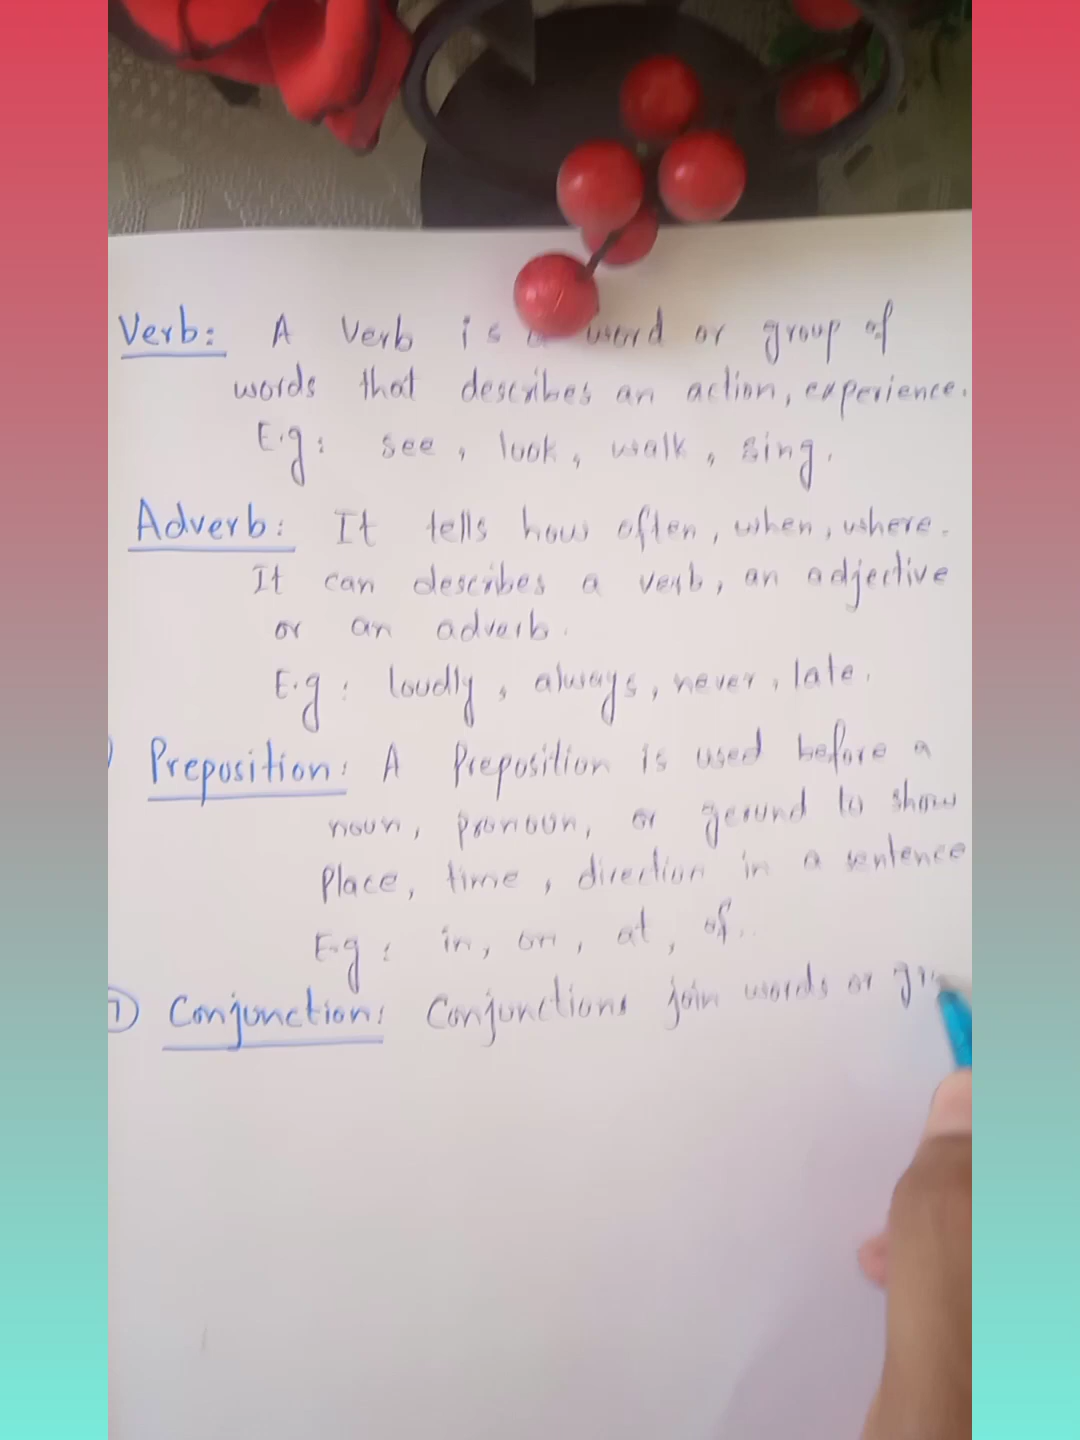 Verb: A Verb is a word or group of
words that describes an action, experience.
E.g: see, look, walk, sing.
Adverb: It tells how often, when, where.
It can describes a verb, an adjective
or an adverb.
E.g: loudly, always, never, late.
Preposition: A Preposition is used before a
noun, pronoun, or gerund to show
Place, time, direction in a sentence
E.g: in, on, at, of..
7) Conjunction: Conjunctions join words or gr